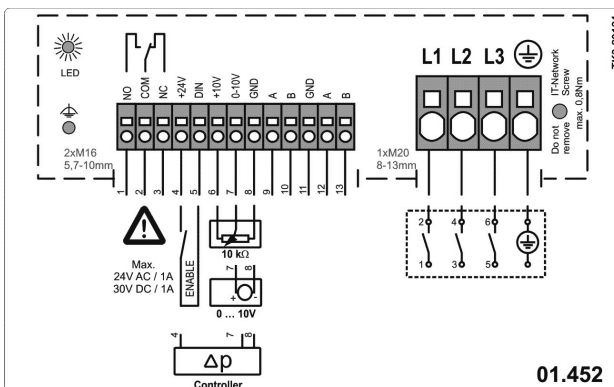 LED
NO
COM
NC
+24V
DIN
+10V
0-10V
GND
A
B
GND
A
B
L1 L2 L3
IT-Network
Screw
max. 0,8Nm
Do not
remove
2xM16
5,7-10mm
1xM20
8-13mm
1
2
3
4
5
6
7
8
9
10
11
12
13
Max.
24V AC / 1A
30V DC / 1A
ENABLE
10 kΩ
7 8
+ -
0 ... 10V
4 7 8
Δp
Controller
2 4 6
1 3 5
01.452